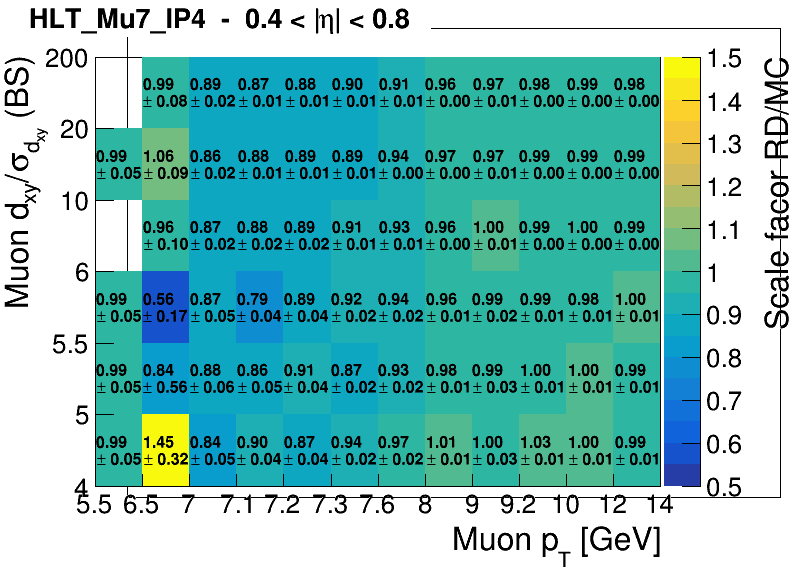 HLT_Mu7_IP4 - 0.4 < |η| < 0.8
Muon d_xy/σ_d_xy (BS)
200
20
10
6
5.5
5
4
0.99 0.89 0.87 0.88 0.90 0.91 0.96 0.97 0.98 0.99 0.98
± 0.08 ± 0.02 ± 0.01 ± 0.01 ± 0.01 ± 0.01 ± 0.00 ± 0.00 ± 0.00 ± 0.00 ± 0.00
0.99 1.06 0.86 0.88 0.89 0.89 0.94 0.97 0.97 0.99 0.99 0.99
± 0.05 ± 0.09 ± 0.02 ± 0.01 ± 0.01 ± 0.01 ± 0.00 ± 0.00 ± 0.00 ± 0.00 ± 0.00 ± 0.00
0.96 0.87 0.88 0.89 0.91 0.93 0.96 1.00 0.99 1.00 0.99
± 0.10 ± 0.02 ± 0.02 ± 0.02 ± 0.01 ± 0.01 ± 0.00 ± 0.01 ± 0.00 ± 0.00 ± 0.00
0.99 0.56 0.87 0.79 0.89 0.92 0.94 0.96 0.99 0.99 0.98 1.00
± 0.05 ± 0.17 ± 0.05 ± 0.04 ± 0.04 ± 0.02 ± 0.02 ± 0.01 ± 0.02 ± 0.01 ± 0.01 ± 0.01
0.99 0.84 0.88 0.86 0.91 0.87 0.93 0.98 0.99 1.00 1.00 0.99
± 0.05 ± 0.56 ± 0.06 ± 0.05 ± 0.04 ± 0.02 ± 0.02 ± 0.01 ± 0.03 ± 0.01 ± 0.01 ± 0.01
0.99 1.45 0.84 0.90 0.87 0.94 0.97 1.01 1.00 1.03 1.00 0.99
± 0.05 ± 0.32 ± 0.05 ± 0.04 ± 0.04 ± 0.02 ± 0.02 ± 0.01 ± 0.03 ± 0.01 ± 0.01 ± 0.01
5.5 6.5 7 7.1 7.2 7.3 7.6 8 9 9.2 10 12 14
Muon p_T [GeV]
1.5
1.4
1.3
1.2
1.1
1
0.9
0.8
0.7
0.6
0.5
Scale facor RD/MC